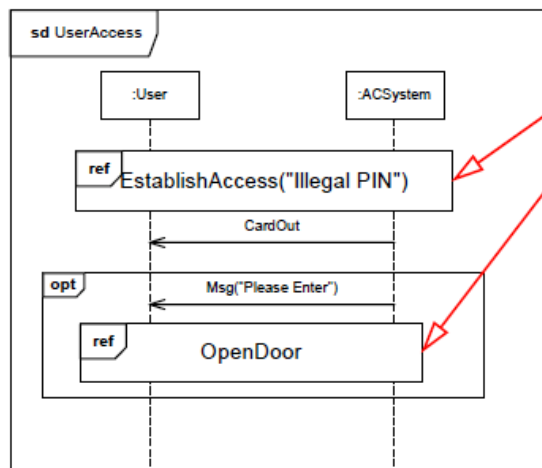 sd UserAccess
:User
:ACSystem
ref
EstablishAccess("Illegal PIN")
CardOut
opt
Msg("Please Enter")
ref
OpenDoor